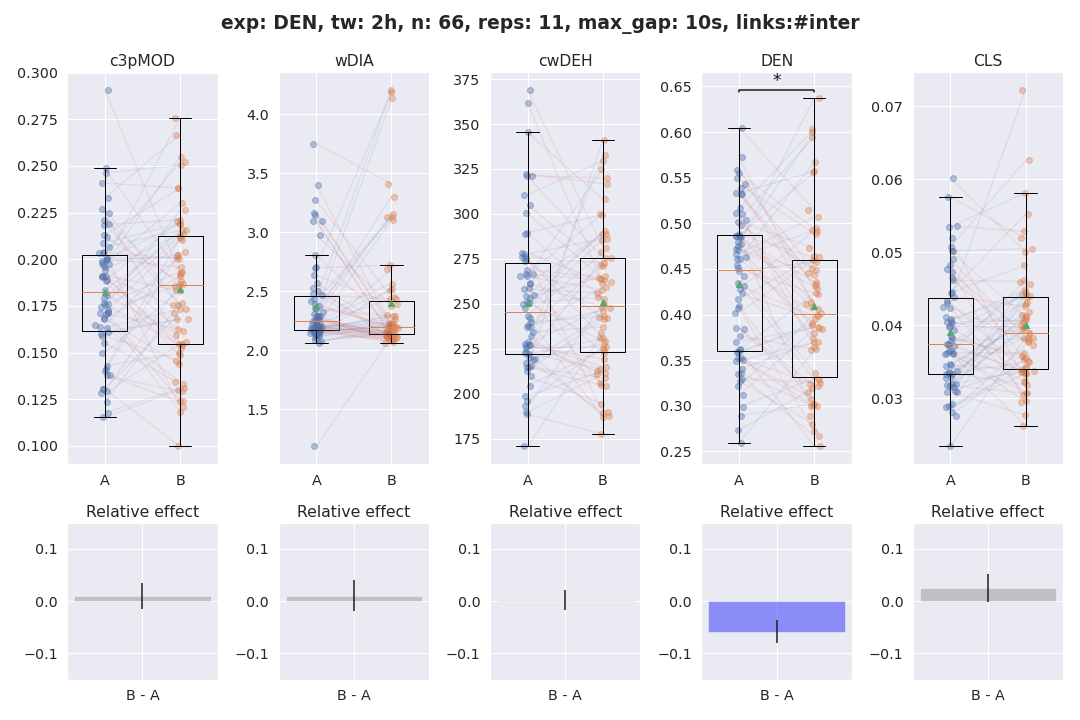 exp: DEN, tw: 2h, n: 66, reps: 11, max_gap: 10s, links:#inter
c3pMOD
wDIA
cwDEH
DEN
CLS
0.300
0.275
0.250
0.225
0.200
0.175
0.150
0.125
0.100
A
B
4.0
3.5
3.0
2.5
2.0
1.5
A
B
375
350
325
300
275
250
225
200
175
A
B
*
0.65
0.60
0.55
0.50
0.45
0.40
0.35
0.30
0.25
A
B
0.07
0.06
0.05
0.04
0.03
A
B
Relative effect
0.1
0.0
−0.1
B - A
Relative effect
0.1
0.0
−0.1
B - A
Relative effect
0.1
0.0
−0.1
B - A
Relative effect
0.1
0.0
−0.1
B - A
Relative effect
0.1
0.0
−0.1
B - A